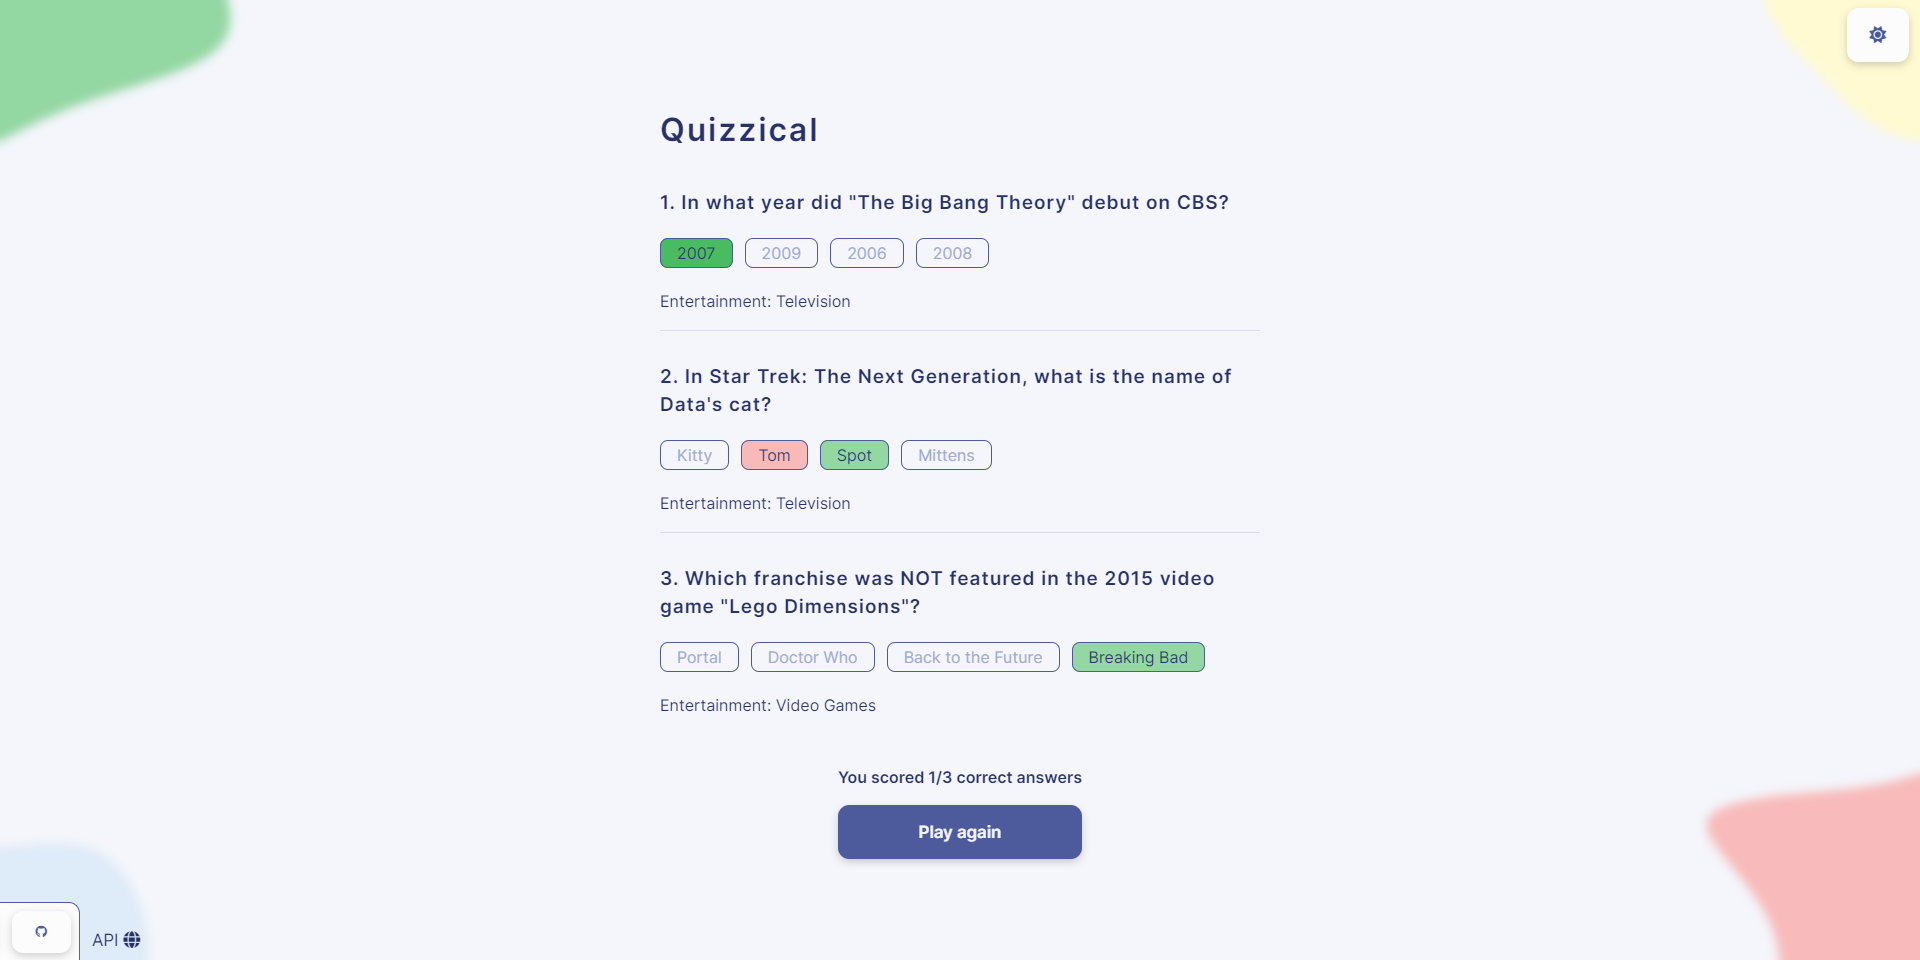 Quizzical
1. In what year did "The Big Bang Theory" debut on CBS?
2007 2009 2006 2008
Entertainment: Television
2. In Star Trek: The Next Generation, what is the name of
Data's cat?
Kitty Tom Spot Mittens
Entertainment: Television
3. Which franchise was NOT featured in the 2015 video
game "Lego Dimensions"?
Portal Doctor Who Back to the Future Breaking Bad
Entertainment: Video Games
You scored 1/3 correct answers
Play again
API